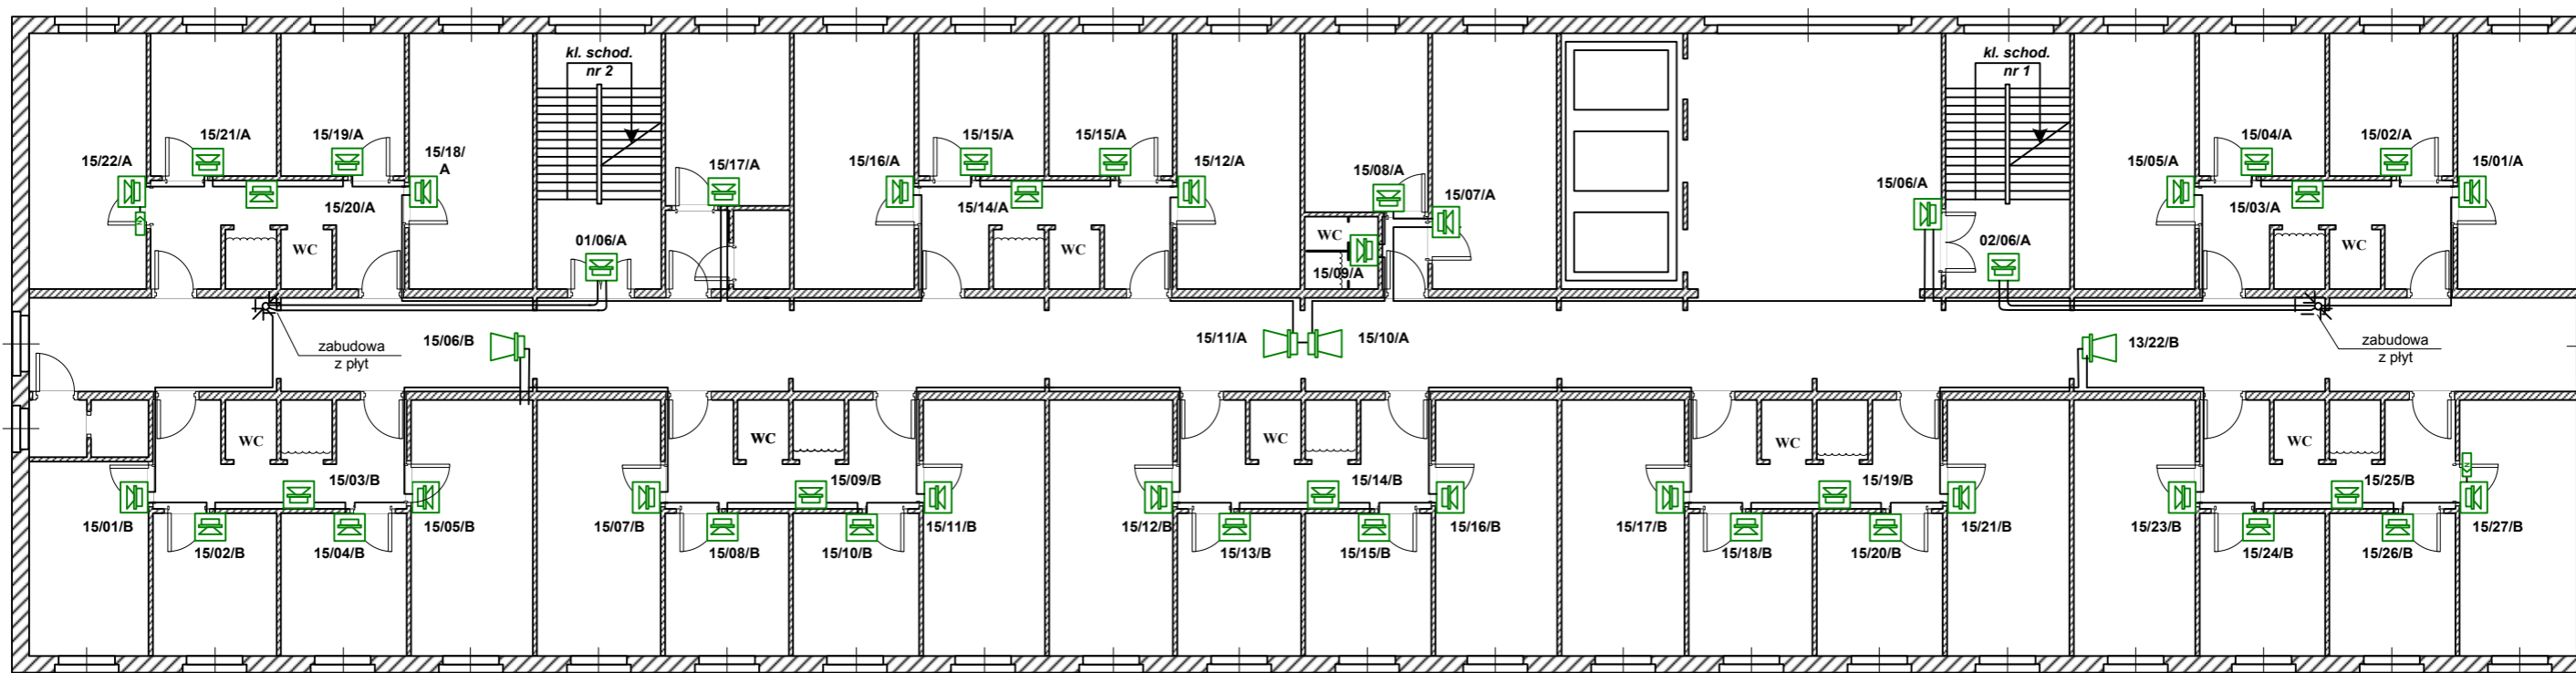 kl. schod.
nr 2
kl. schod.
nr 1
15/21/A
15/19/A
15/15/A
15/15/A
15/04/A
15/02/A
15/22/A
15/18/
A
15/17/A
15/16/A
15/12/A
15/08/A
15/07/A
15/06/A
15/05/A
15/01/A
15/20/A
15/14/A
15/03/A
WC
01/06/A
WC
WC
15/09/A
02/06/A
WC
zabudowa
z płyt
15/06/B
15/11/A
15/10/A
13/22/B
zabudowa
z płyt
WC
WC
WC
WC
WC
15/03/B
15/09/B
15/14/B
15/19/B
15/25/B
15/01/B
15/05/B
15/07/B
15/11/B
15/12/B
15/16/B
15/17/B
15/21/B
15/23/B
15/27/B
15/02/B
15/04/B
15/08/B
15/10/B
15/13/B
15/15/B
15/18/B
15/20/B
15/24/B
15/26/B